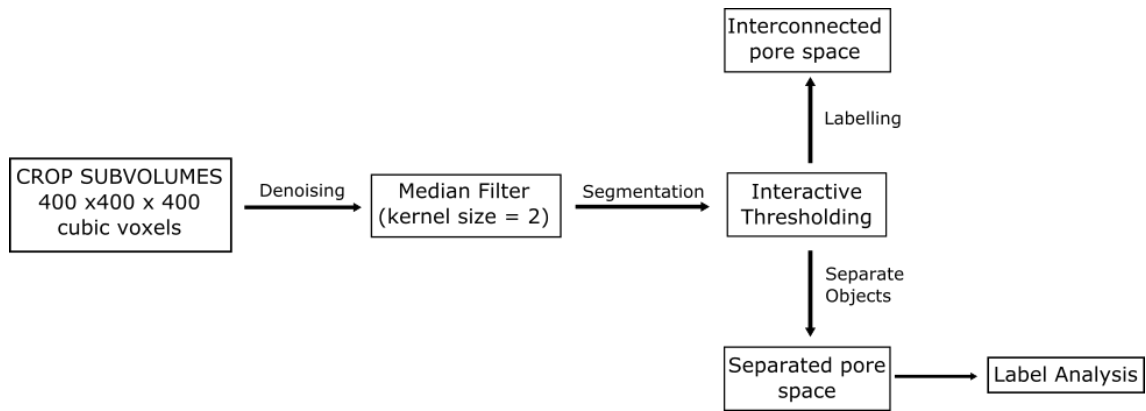 CROP SUBVOLUMES
400 x400 x 400
cubic voxels
Denoising
Median Filter
(kernel size = 2)
Segmentation
Interactive
Thresholding
Labelling
Interconnected
pore space
Separate
Objects
Separated pore
space
Label Analysis